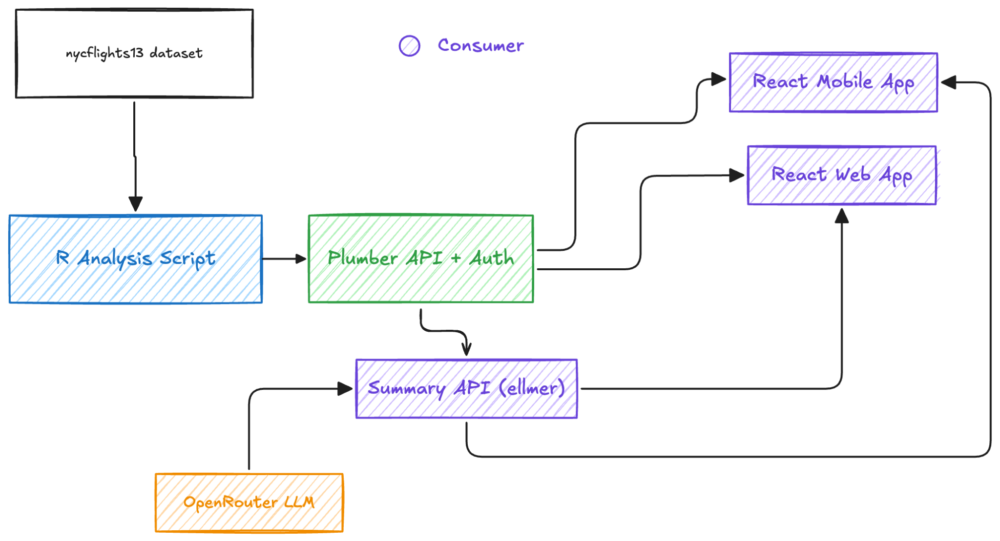 nycflights13 dataset
Consumer
React Mobile App
React Web App
R Analysis Script
Plumber API + Auth
Summary API (ellmer)
OpenRouter LLM